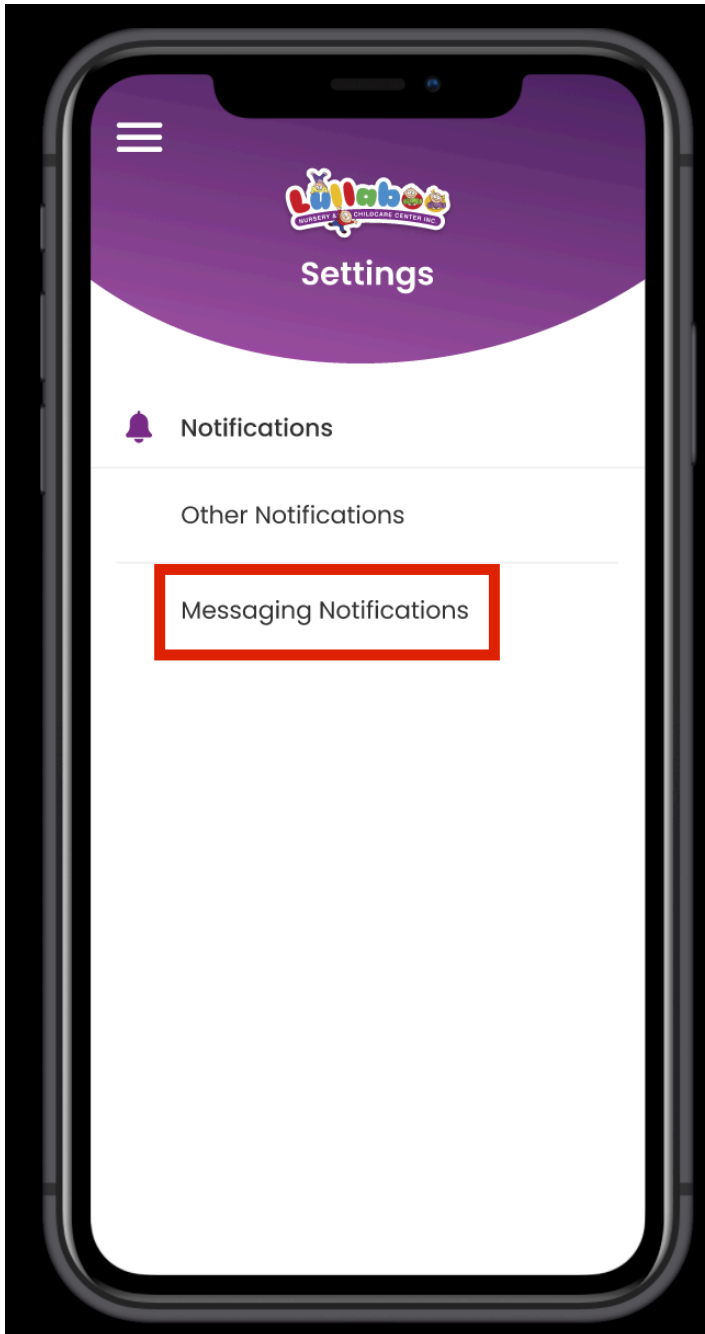 Lullaboo
NURSERY & CHILDCARE CENTER INC.
Settings
Notifications
Other Notifications
Messaging Notifications